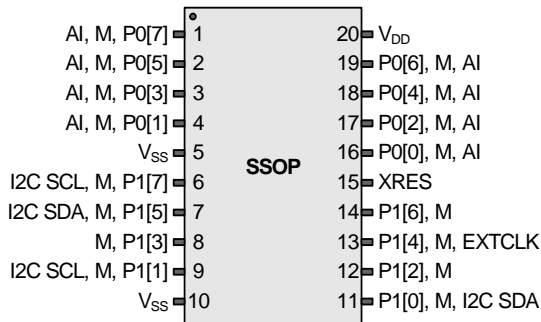 AI, M, P0[7] 1 20 VDD
AI, M, P0[5] 2 19 P0[6], M, AI
AI, M, P0[3] 3 18 P0[4], M, AI
AI, M, P0[1] 4 17 P0[2], M, AI
VSS 5 16 P0[0], M, AI
SSOP
I2C SCL, M, P1[7] 6 15 XRES
I2C SDA, M, P1[5] 7 14 P1[6], M
M, P1[3] 8 13 P1[4], M, EXTCLK
I2C SCL, M, P1[1] 9 12 P1[2], M
VSS 10 11 P1[0], M, I2C SDA